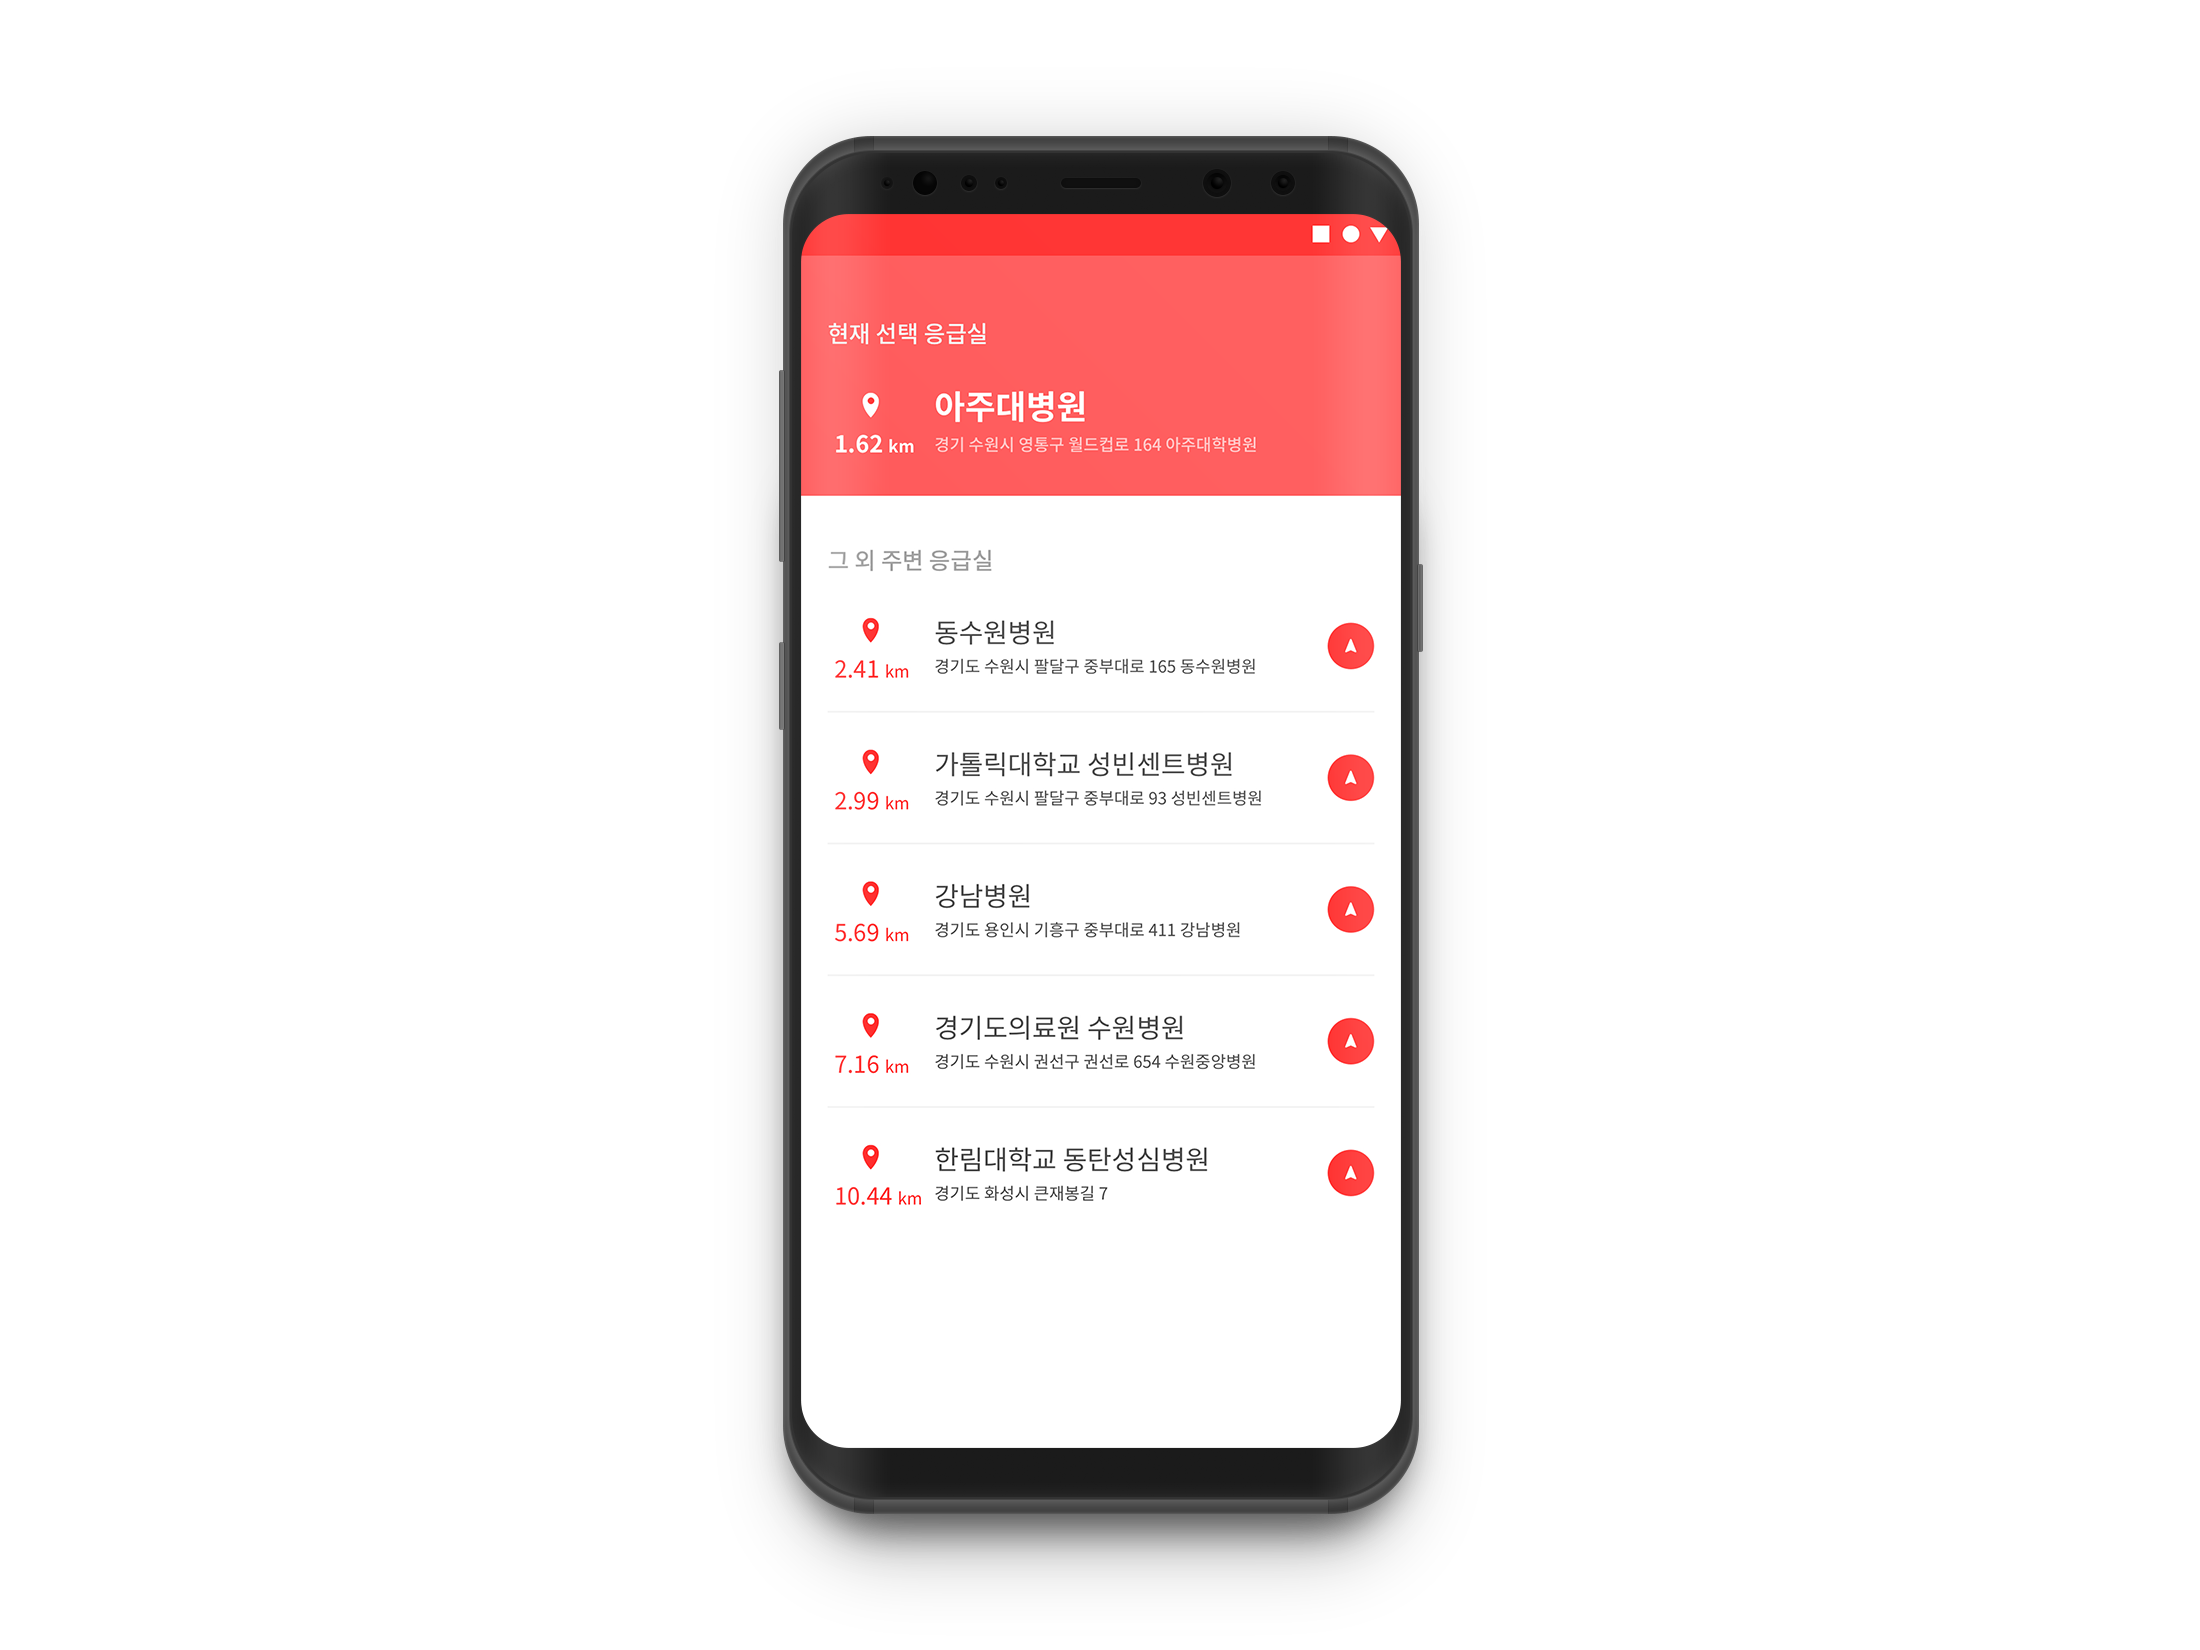 현재 선택 응급실
아주대병원
1.62 km 경기 수원시 영통구 월드컵로 164 아주대학병원
그 외 주변 응급실
동수원병원
2.41 km 경기도 수원시 팔달구 중부대로 165 동수원병원
가톨릭대학교 성빈센트병원
2.99 km 경기도 수원시 팔달구 중부대로 93 성빈센트병원
강남병원
5.69 km 경기도 용인시 기흥구 중부대로 411 강남병원
경기도의료원 수원병원
7.16 km 경기도 수원시 권선구 권선로 654 수원중앙병원
한림대학교 동탄성심병원
10.44 km 경기도 화성시 큰재봉길 7